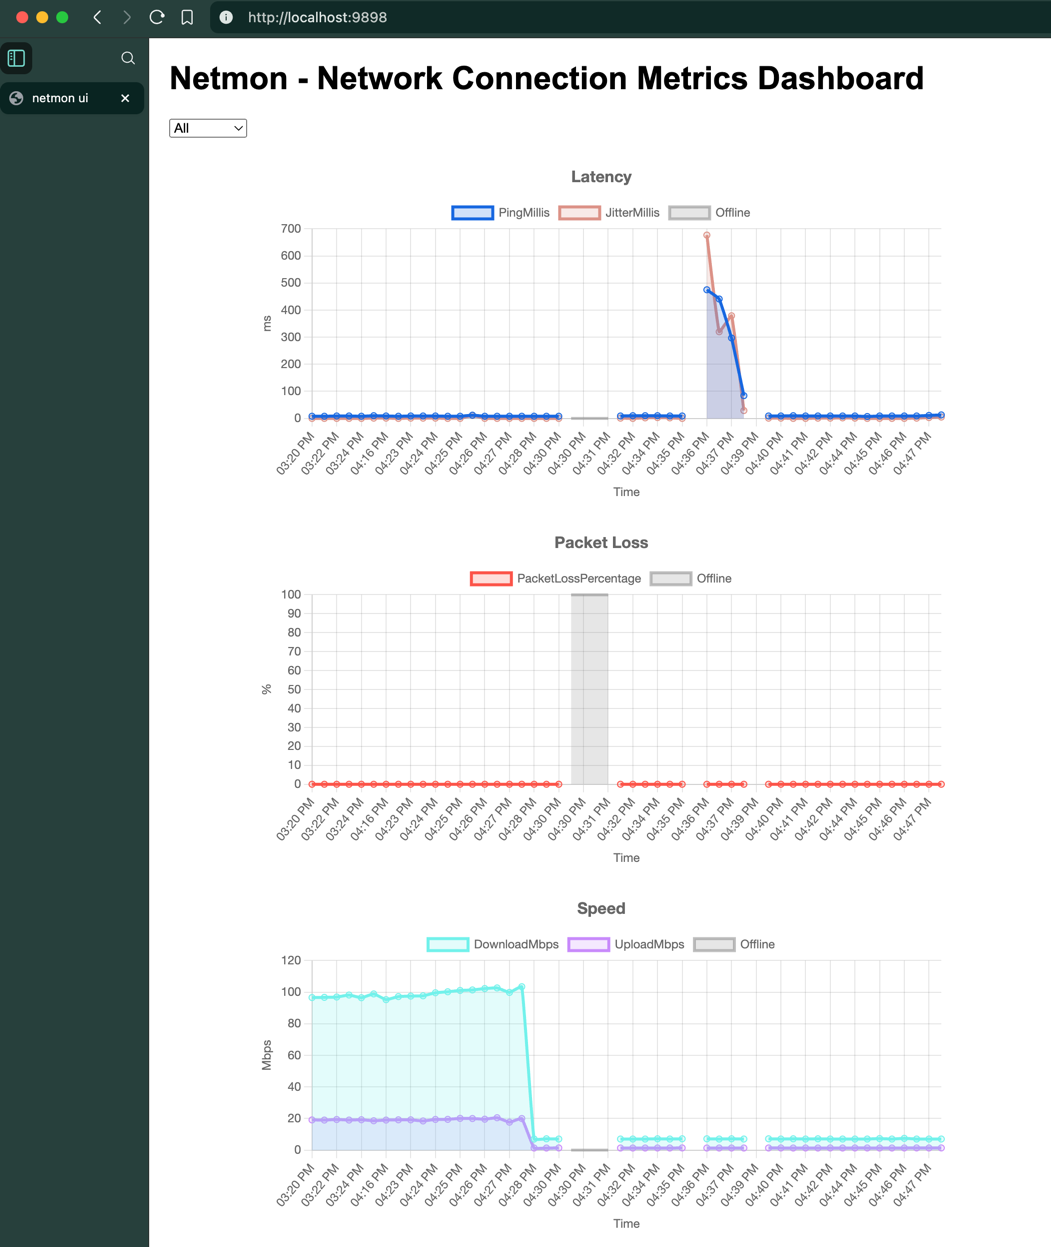 http://localhost:9898
netmon ui
Netmon - Network Connection Metrics Dashboard
All
Latency
PingMillis JitterMillis Offline
700
600
500
400
300
200
100
0
ms
03:20 PM 03:22 PM 03:24 PM 04:16 PM 04:23 PM 04:24 PM 04:25 PM 04:26 PM 04:27 PM 04:28 PM 04:30 PM 04:30 PM 04:31 PM 04:32 PM 04:34 PM 04:35 PM 04:36 PM 04:37 PM 04:39 PM 04:40 PM 04:41 PM 04:42 PM 04:44 PM 04:45 PM 04:46 PM 04:47 PM
Time
Packet Loss
PacketLossPercentage Offline
100
90
80
70
60
50
40
30
20
10
0
%
03:20 PM 03:22 PM 03:24 PM 04:16 PM 04:23 PM 04:24 PM 04:25 PM 04:26 PM 04:27 PM 04:28 PM 04:30 PM 04:30 PM 04:31 PM 04:32 PM 04:34 PM 04:35 PM 04:36 PM 04:37 PM 04:39 PM 04:40 PM 04:41 PM 04:42 PM 04:44 PM 04:45 PM 04:46 PM 04:47 PM
Time
Speed
DownloadMbps UploadMbps Offline
120
100
80
60
40
20
0
Mbps
03:20 PM 03:22 PM 03:24 PM 04:16 PM 04:23 PM 04:24 PM 04:25 PM 04:26 PM 04:27 PM 04:28 PM 04:30 PM 04:30 PM 04:31 PM 04:32 PM 04:34 PM 04:35 PM 04:36 PM 04:37 PM 04:39 PM 04:40 PM 04:41 PM 04:42 PM 04:44 PM 04:45 PM 04:46 PM 04:47 PM
Time